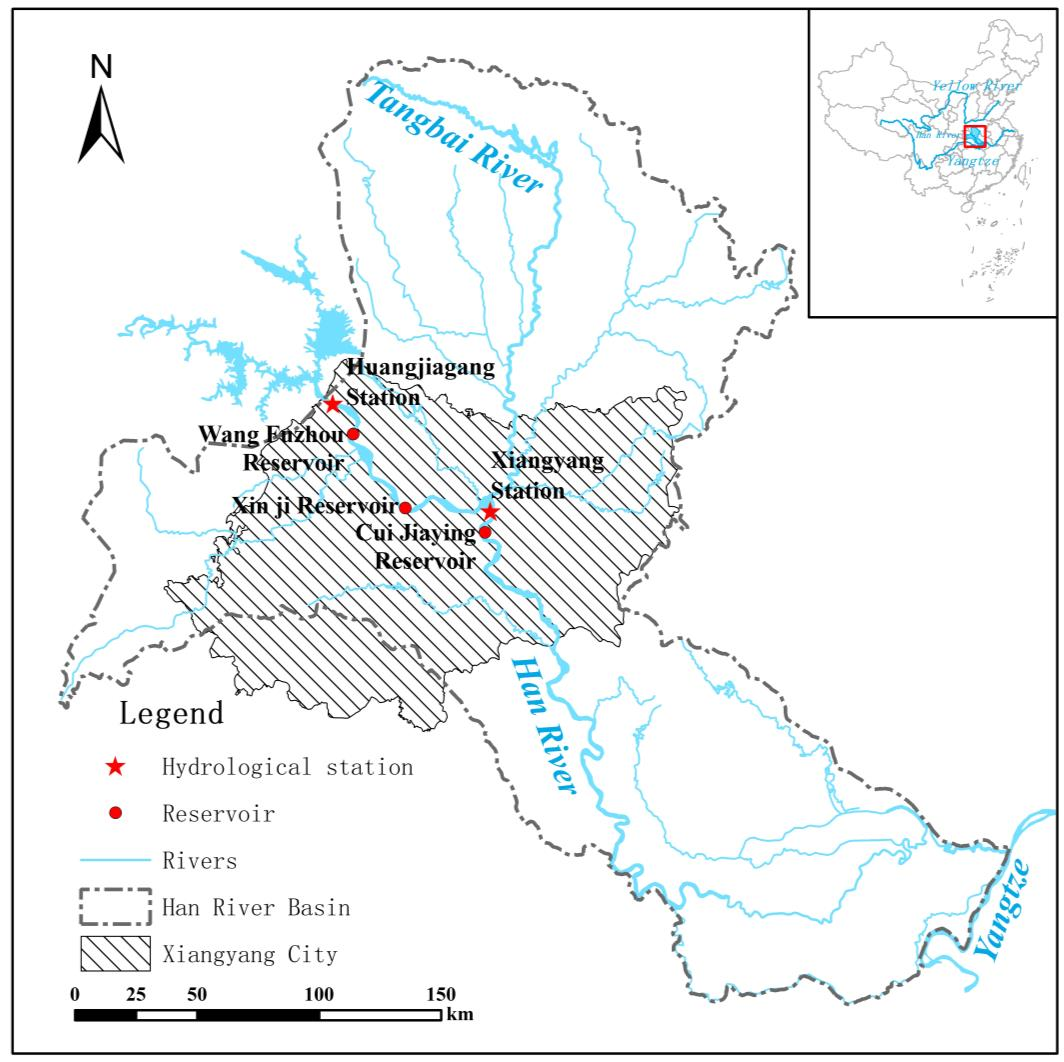 N
Tangbai River
Yellow River
Han River
Yangtze
Huangjiagang
Station
Wang Fuzhou
Reservoir
Xiangyang
Station
Xin ji Reservoir
Cui Jiaying
Reservoir
Han River
Yangtze
Legend
Hydrological station
Reservoir
Rivers
Han River Basin
Xiangyang City
0 25 50 100 150
km